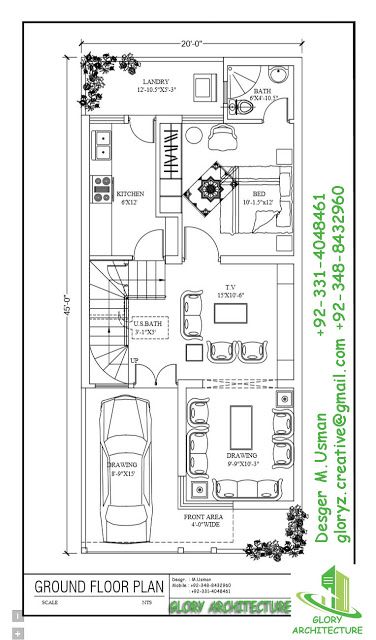 20'-0"
LANDRY
12'-10.5"X5'-3"
BATH
6'X4'-10.5"
KITCHEN
6'X12'
BED
10'-1.5"x12'
45'-0"
T.V
15'X10'-6"
U.S.BATH
3'-1"X5'
UP
DRAWING
9'-9"X10'-3"
DRAWING
8'-9"X15'
FRONT AREA
4'-0"WIDE
+92-331-4048461
+92-348-8432960
Desger M.Usman
gloryz.creative@gmail.com
GROUND FLOOR PLAN
SCALE
NTS
Desgr. : M.Usman
Mobile : +92-348-8432960
: +92-331-4048461
GLORY ARCHITECTURE
GLORY
ARCHITECTURE